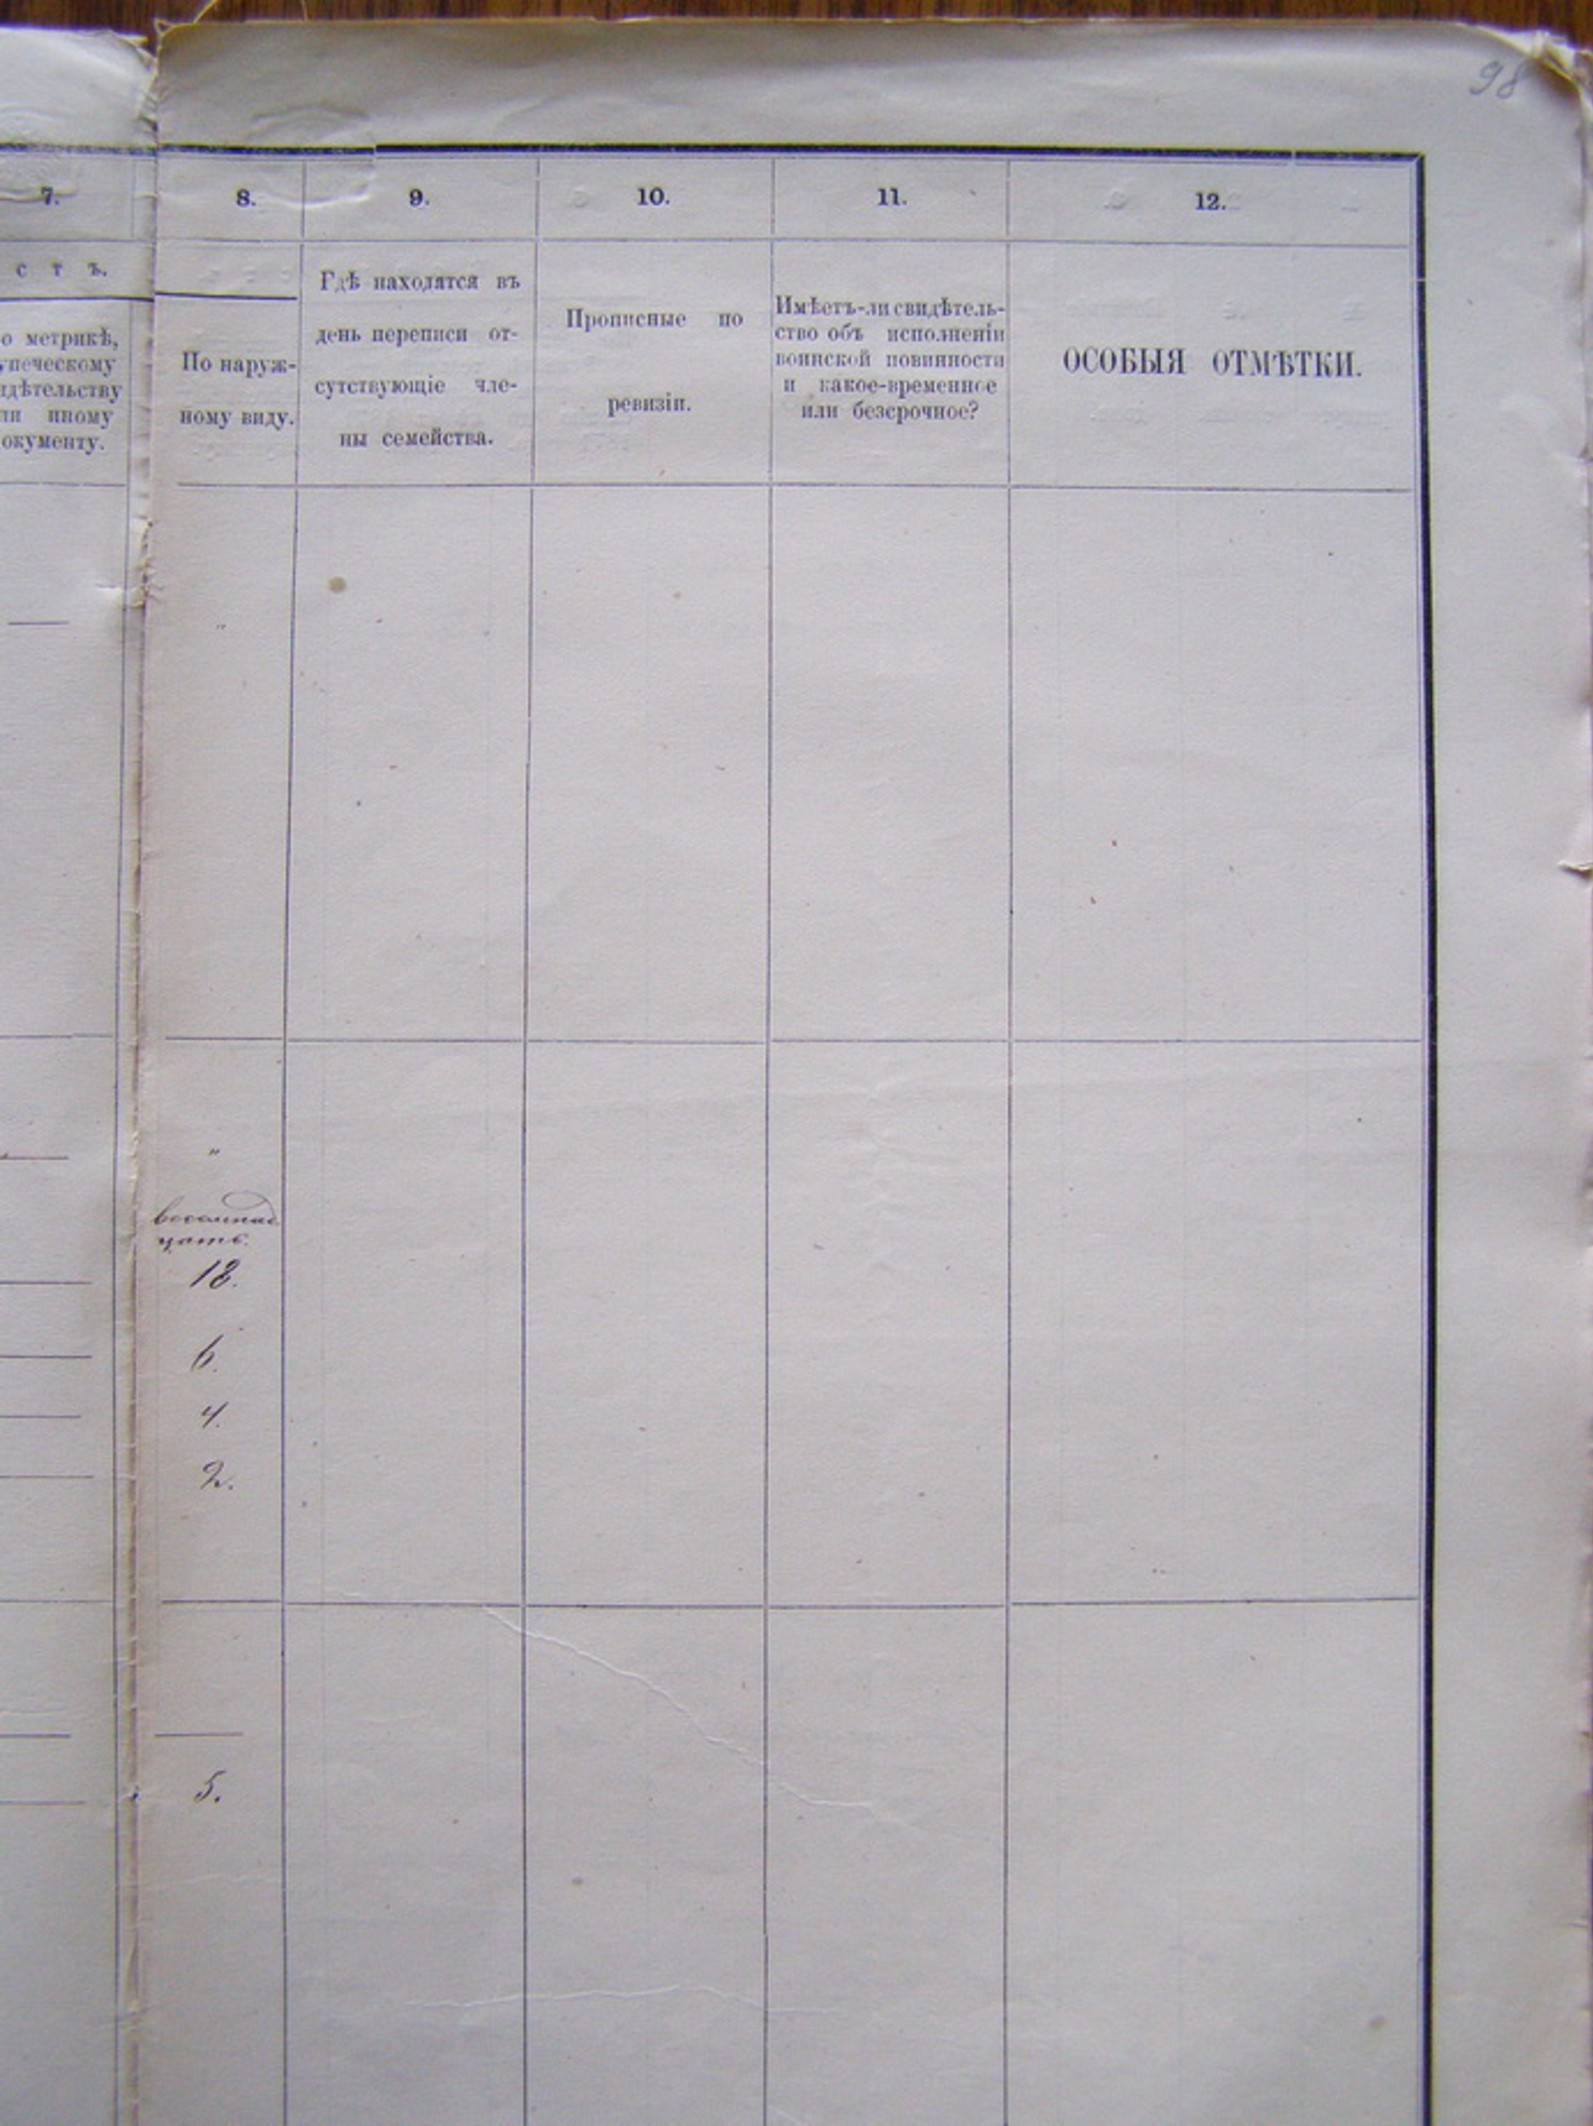 98
7.
8.
9.
10.
11.
12.
с т ъ.
о метрикѣ,
упеческому
идѣтельству
ли иному
окументу.
По наруж-
ному виду.
Гдѣ находятся въ
день переписи от-
сутствующіе чле-
ны семейства.
Прописные по
ревизіи.
Имѣетъ-ли свидѣтель-
ство объ исполненіи
воинской повинности
и какое-временное
или безсрочное?
ОСОБЫЯ ОТМѢТКИ.
"
"
восемнад
цать.
18.
6.
4.
2.
5.